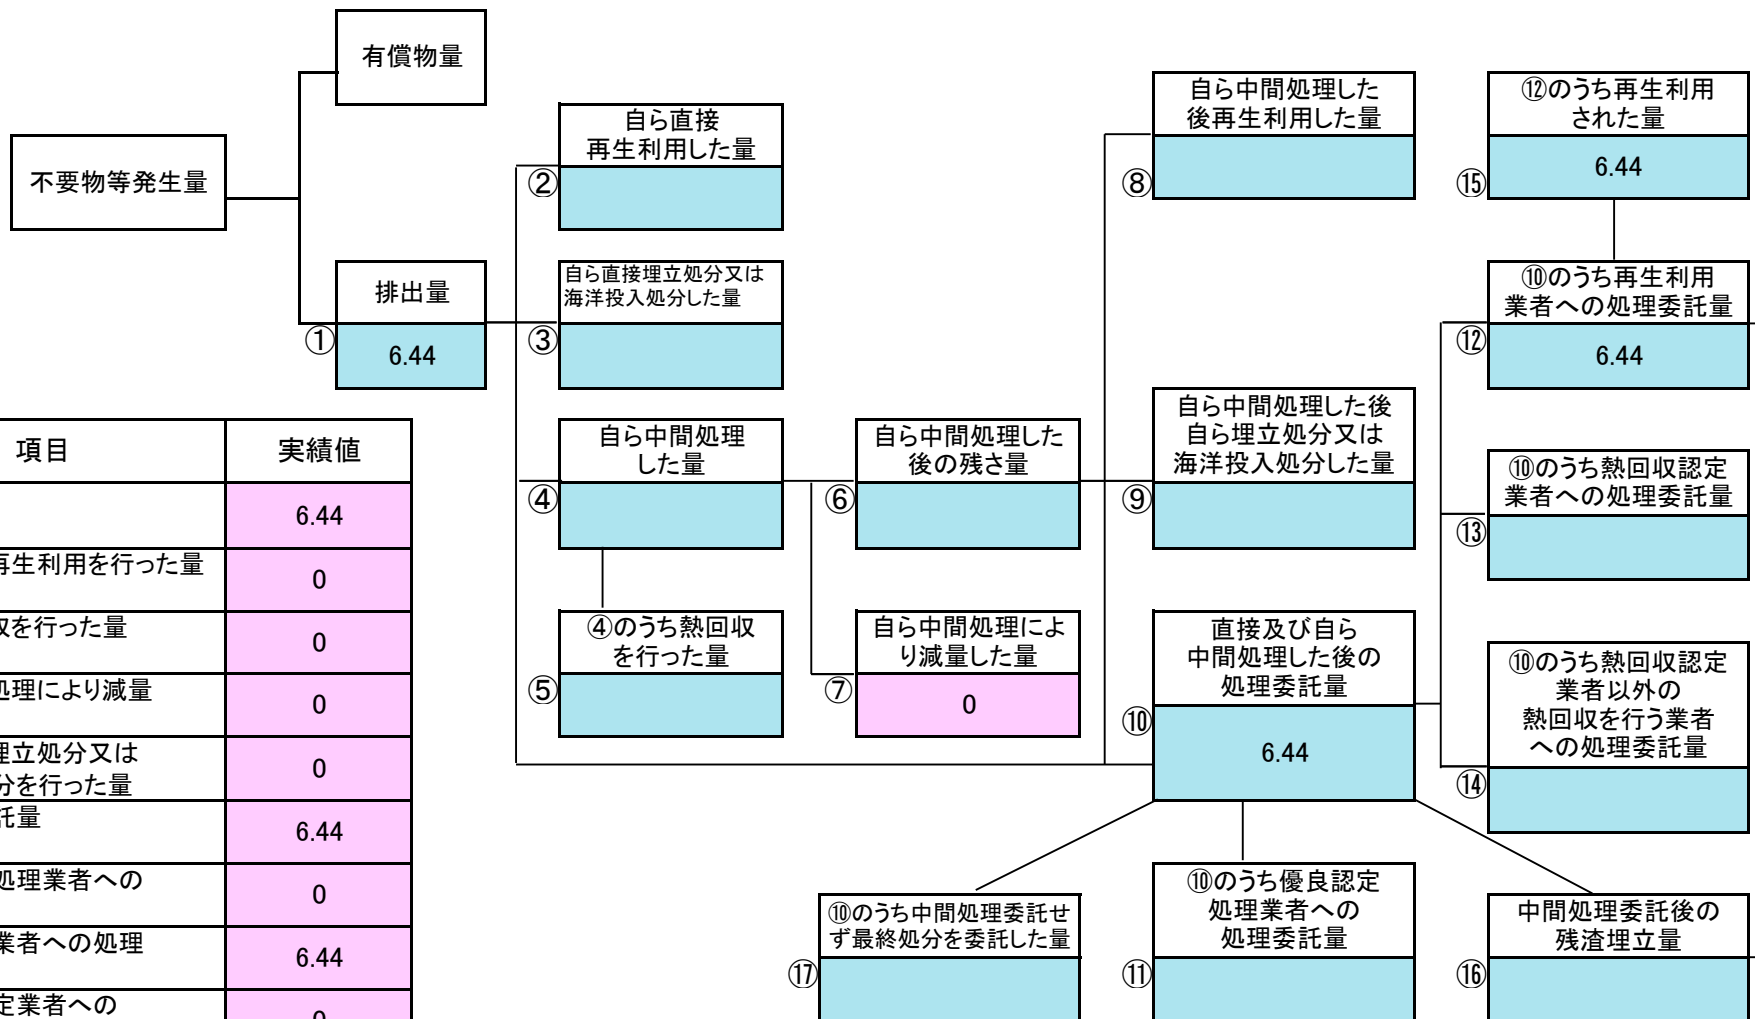 有償物量
不要物等発生量
排出量
①
6.44
自ら直接
再生利用した量
②
自ら直接埋立処分又は
海洋投入処分した量
③
自ら中間処理
した量
④
④のうち熱回収
を行った量
⑤
自ら中間処理した
後の残さ量
⑥
自ら中間処理によ
り減量した量
⑦
0
自ら中間処理した
後再生利用した量
⑧
自ら中間処理した後
自ら埋立処分又は
海洋投入処分した量
⑨
直接及び自ら
中間処理した後の
処理委託量
⑩
6.44
⑫のうち再生利用
された量
⑮
6.44
⑩のうち再生利用
業者への処理委託量
⑫
6.44
⑩のうち熱回収認定
業者への処理委託量
⑬
⑩のうち熱回収認定
業者以外の
熱回収を行う業者
への処理委託量
⑭
⑩のうち中間処理委託せ
ず最終処分を委託した量
⑰
⑩のうち優良認定
処理業者への
処理委託量
⑪
中間処理委託後の
残渣埋立量
⑯
項目 実績値
6.44
再生利用を行った量
0
収を行った量
0
処理により減量
0
埋立処分又は
分を行った量
0
託量
6.44
処理業者への
0
業者への処理
6.44
定業者への
0